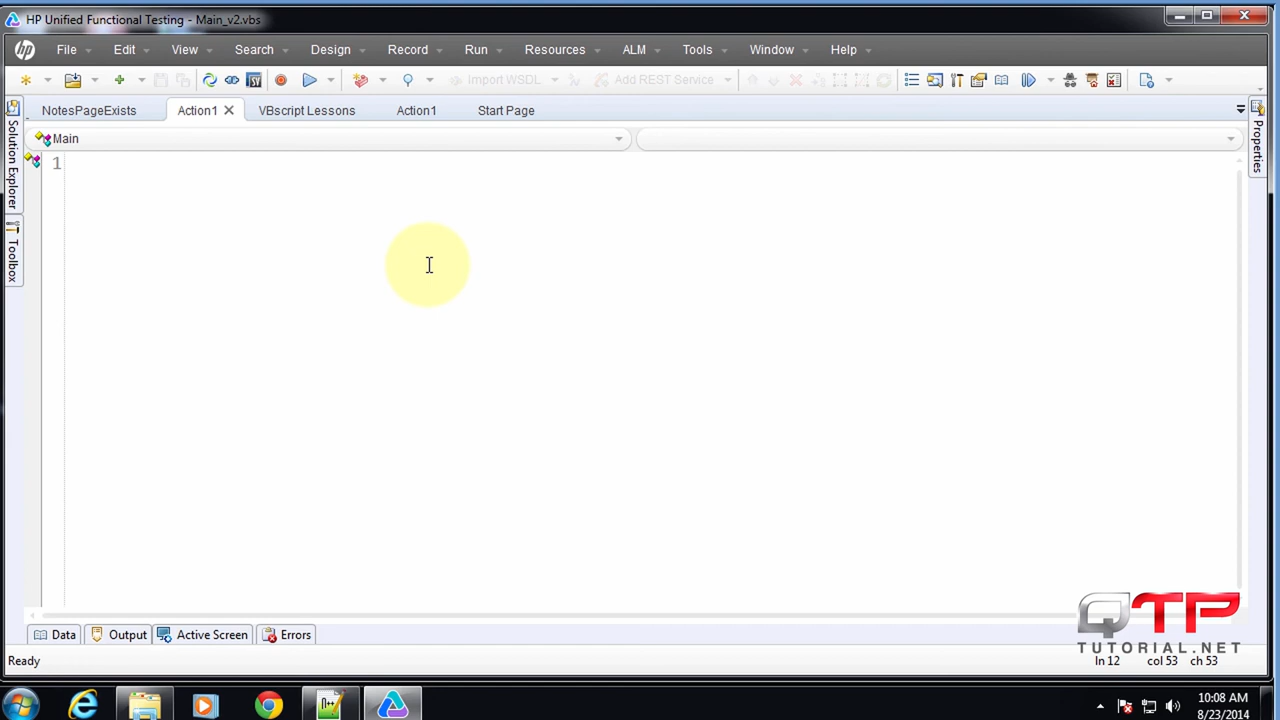 HP Unified Functional Testing - Main_v2.vbs
File Edit View Search Design Record Run Resources ALM Tools Window Help
Import WSDL Add REST Service
NotesPageExists Action1 VBscript Lessons Action1 Start Page
Main
1
Solution Explorer
Toolbox
Properties
QTP
TUTORIAL.NET
Data Output Active Screen Errors
Ready ln 12 col 53 ch 53
10:08 AM
8/23/2014